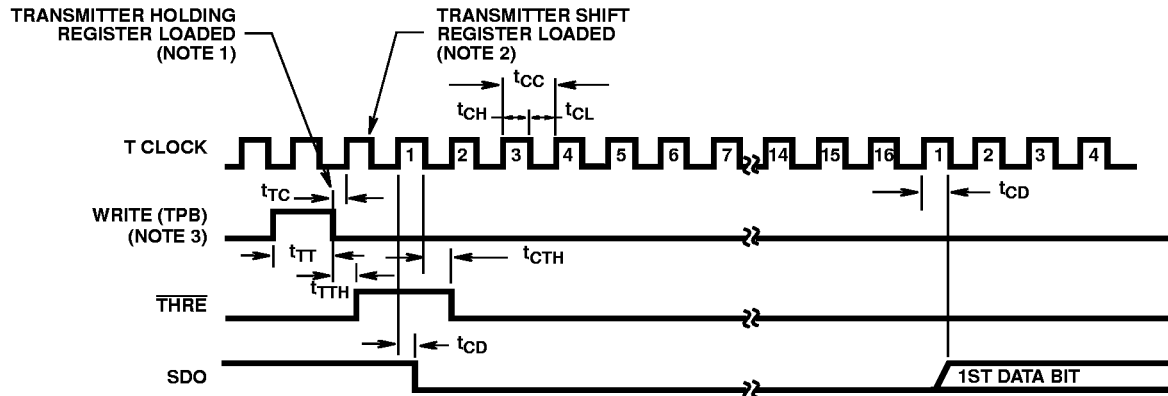 TRANSMITTER HOLDING
REGISTER LOADED
(NOTE 1)
TRANSMITTER SHIFT
REGISTER LOADED
(NOTE 2)
tCC
tCH
tCL
T CLOCK
1 2 3 4 5 6 7 14 15 16 1 2 3 4
tTC
tCD
WRITE (TPB)
(NOTE 3)
tTT
tCTH
tTTH
THRE
tCD
SDO
1ST DATA BIT